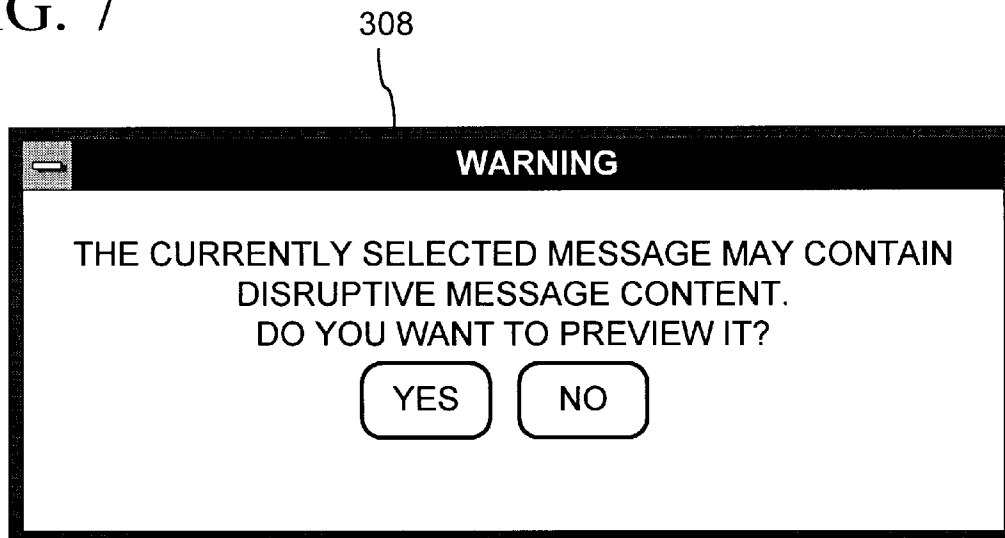 FIG. 7
308
WARNING
THE CURRENTLY SELECTED MESSAGE MAY CONTAIN
DISRUPTIVE MESSAGE CONTENT.
DO YOU WANT TO PREVIEW IT?
YES NO